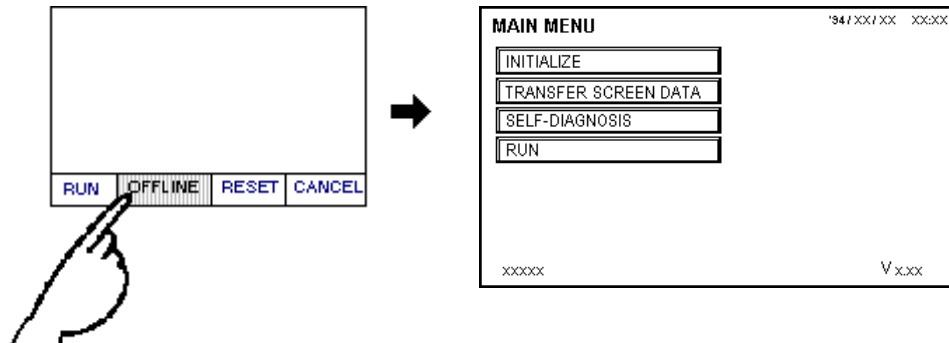 RUN OFFLINE RESET CANCEL
MAIN MENU '94/XX/XX XX:XX
INITIALIZE
TRANSFER SCREEN DATA
SELF-DIAGNOSIS
RUN
xxxxx V x.xx